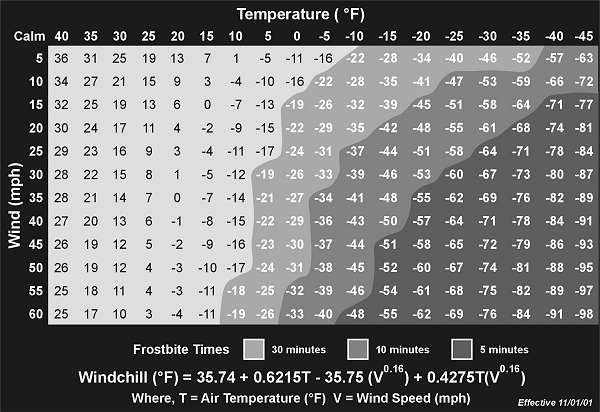 Temperature ( °F)
Calm 40 35 30 25 20 15 10 5 0 -5 -10 -15 -20 -25 -30 -35 -40 -45
5 36 31 25 19 13 7 1 -5 -11 -16 -22 -28 -34 -40 -46 -52 -57 -63
10 34 27 21 15 9 3 -4 -10 -16 -22 -28 -35 -41 -47 -53 -59 -66 -72
15 32 25 19 13 6 0 -7 -13 -19 -26 -32 -39 -45 -51 -58 -64 -71 -77
20 30 24 17 11 4 -2 -9 -15 -22 -29 -35 -42 -48 -55 -61 -68 -74 -81
25 29 23 16 9 3 -4 -11 -17 -24 -31 -37 -44 -51 -58 -64 -71 -78 -84
30 28 22 15 8 1 -5 -12 -19 -26 -33 -39 -46 -53 -60 -67 -73 -80 -87
35 28 21 14 7 0 -7 -14 -21 -27 -34 -41 -48 -55 -62 -69 -76 -82 -89
40 27 20 13 6 -1 -8 -15 -22 -29 -36 -43 -50 -57 -64 -71 -78 -84 -91
45 26 19 12 5 -2 -9 -16 -23 -30 -37 -44 -51 -58 -65 -72 -79 -86 -93
50 26 19 12 4 -3 -10 -17 -24 -31 -38 -45 -52 -60 -67 -74 -81 -88 -95
55 25 18 11 4 -3 -11 -18 -25 -32 -39 -46 -54 -61 -68 -75 -82 -89 -97
60 25 17 10 3 -4 -11 -19 -26 -33 -40 -48 -55 -62 -69 -76 -84 -91 -98
Wind (mph)
Frostbite Times 30 minutes 10 minutes 5 minutes
Windchill (°F) = 35.74 + 0.6215T - 35.75 (V0.16) + 0.4275T(V0.16)
Where, T = Air Temperature (°F) V = Wind Speed (mph)
Effective 11/01/01